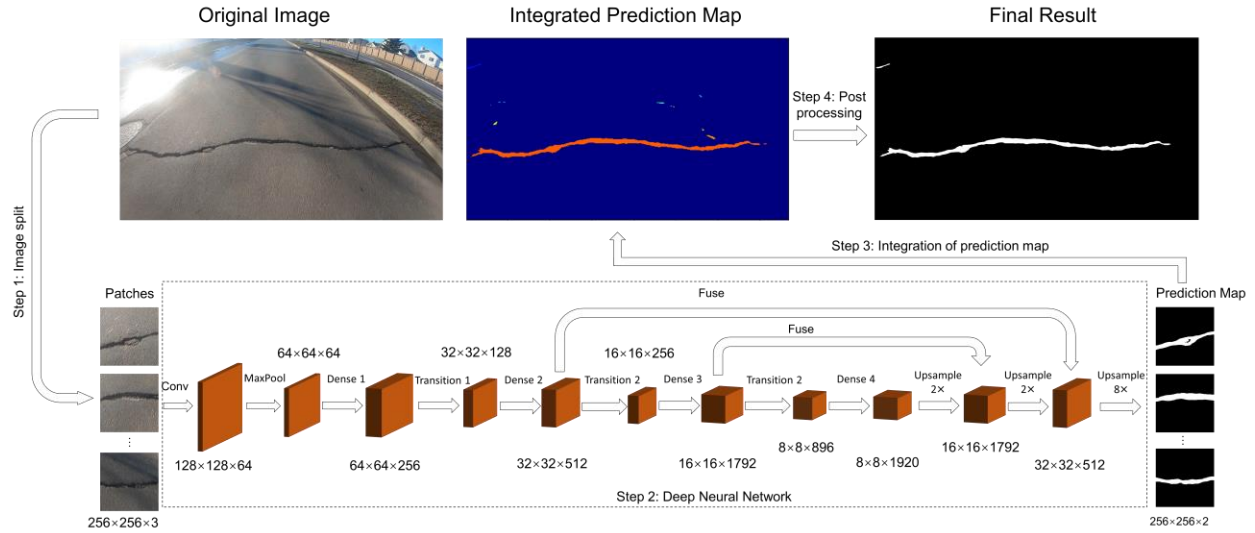 Original Image
Integrated Prediction Map
Final Result
Step 4: Post
processing
Step 1: Image split
Step 3: Integration of prediction map
Patches
Fuse
Prediction Map
Fuse
64×64×64
32×32×128
16×16×256
Conv
MaxPool
Dense 1
Transition 1
Dense 2
Transition 2
Dense 3
Transition 2
Dense 4
Upsample
2×
Upsample
2×
Upsample
8×
⋮
⋮
128×128×64
64×64×256
32×32×512
16×16×1792
8×8×896
8×8×1920
16×16×1792
32×32×512
Step 2: Deep Neural Network
256×256×3
256×256×2